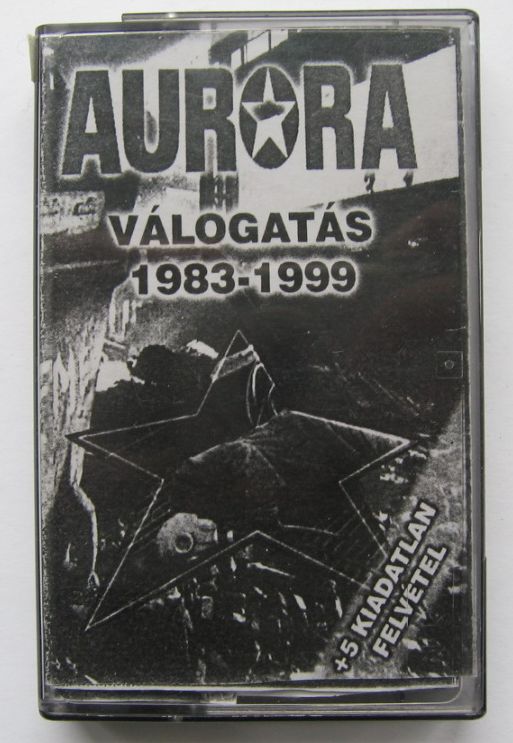 AURORA
VÁLOGATÁS
1983-1999
+5 KIADATLAN
FELVÉTEL